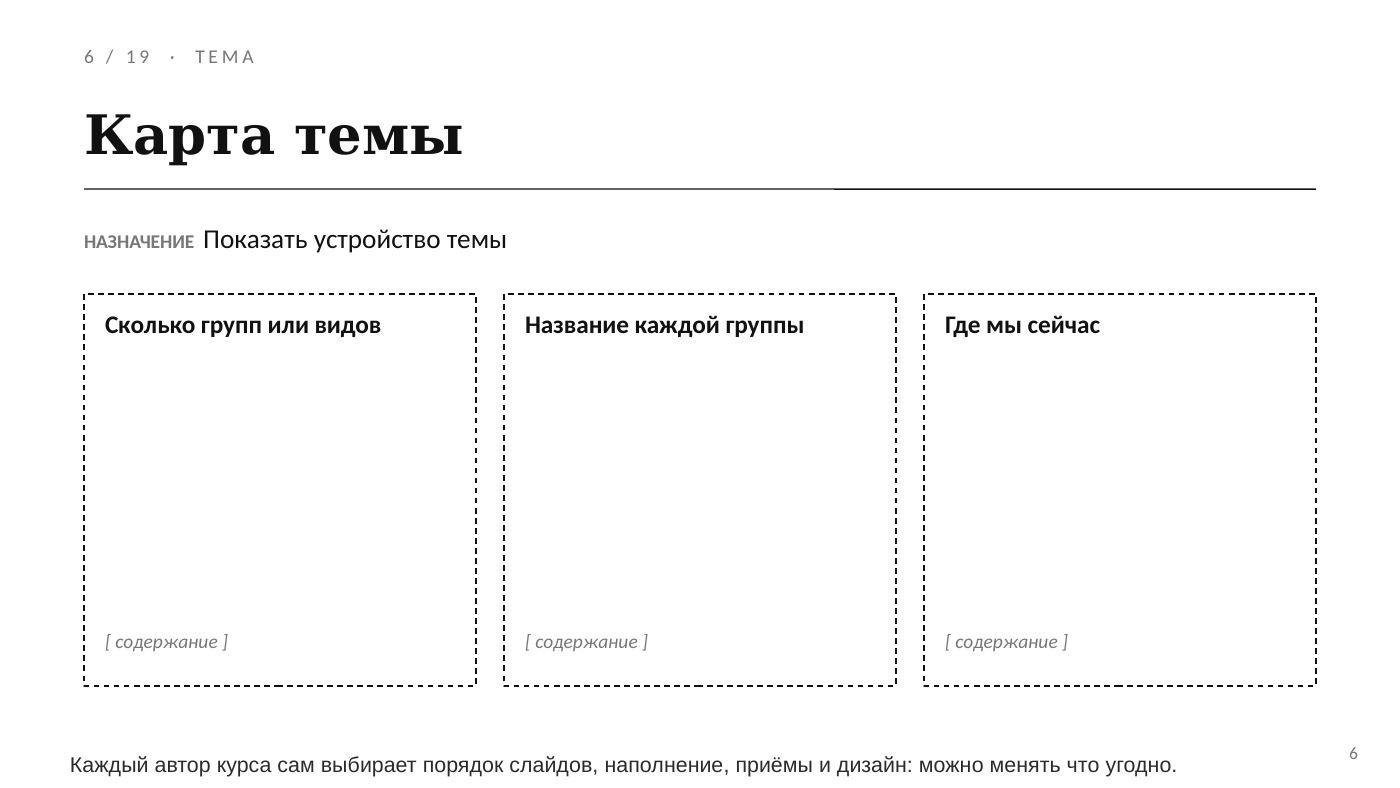 6 / 19 · ТЕМА
Карта темы
НАЗНАЧЕНИЕ Показать устройство темы
Сколько групп или видов
Название каждой группы
Где мы сейчас
[ содержание ]
[ содержание ]
[ содержание ]
Каждый автор курса сам выбирает порядок слайдов, наполнение, приёмы и дизайн: можно менять что угодно.
6